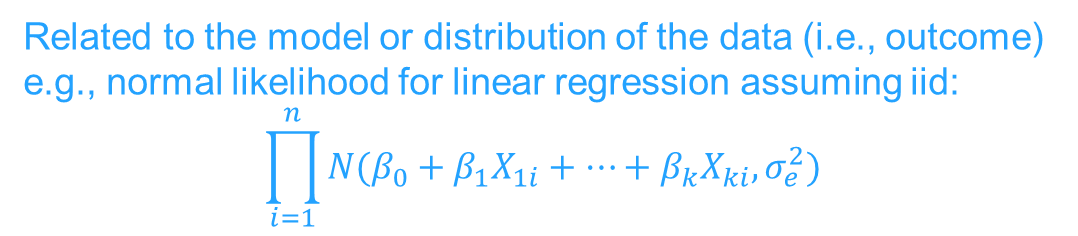 Related to the model or distribution of the data (i.e., outcome)
e.g., normal likelihood for linear regression assuming iid:
n
∏ N(β₀ + β₁X₁ᵢ + ⋯ + βₖXₖᵢ, σₑ²)
i=1